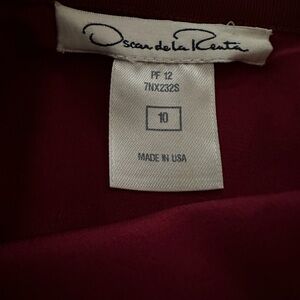 Oscar de la Renta
PF 12
7NX232S
10
MADE IN USA